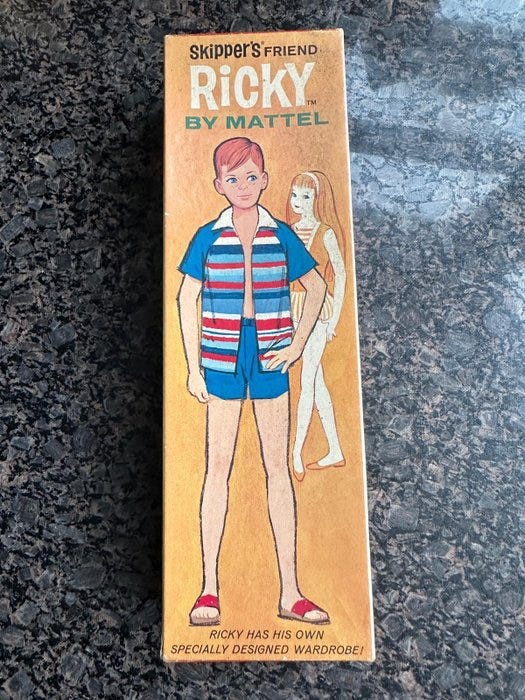 SKipper's FRIEND
RiCKY™
BY MATTEL
RICKY HAS HIS OWN
SPECIALLY DESIGNED WARDROBE!